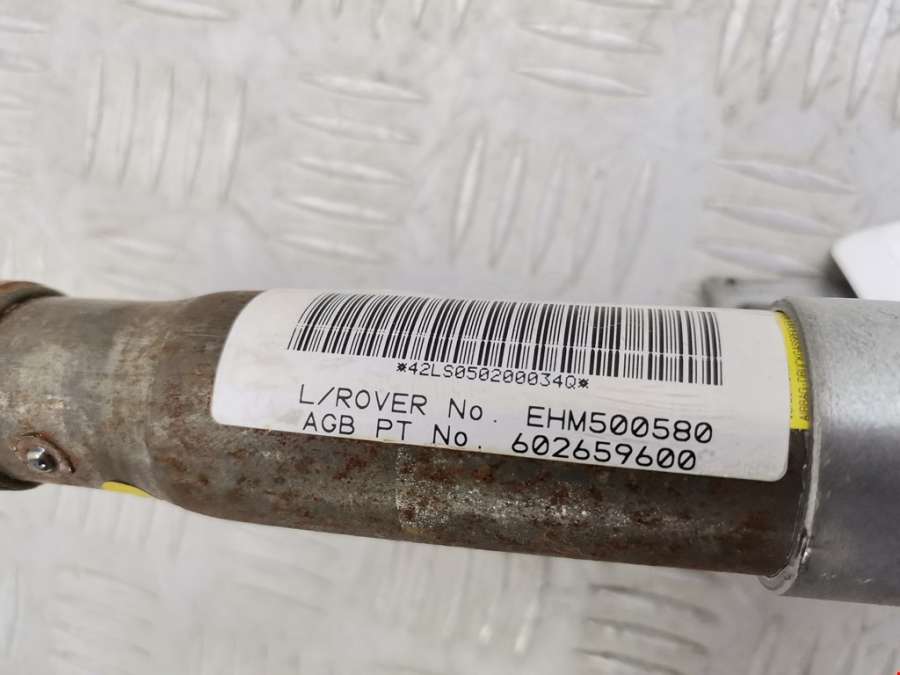 *42LS050200034Q*
L/ROVER No. EHM500580
AGB PT No. 602659600